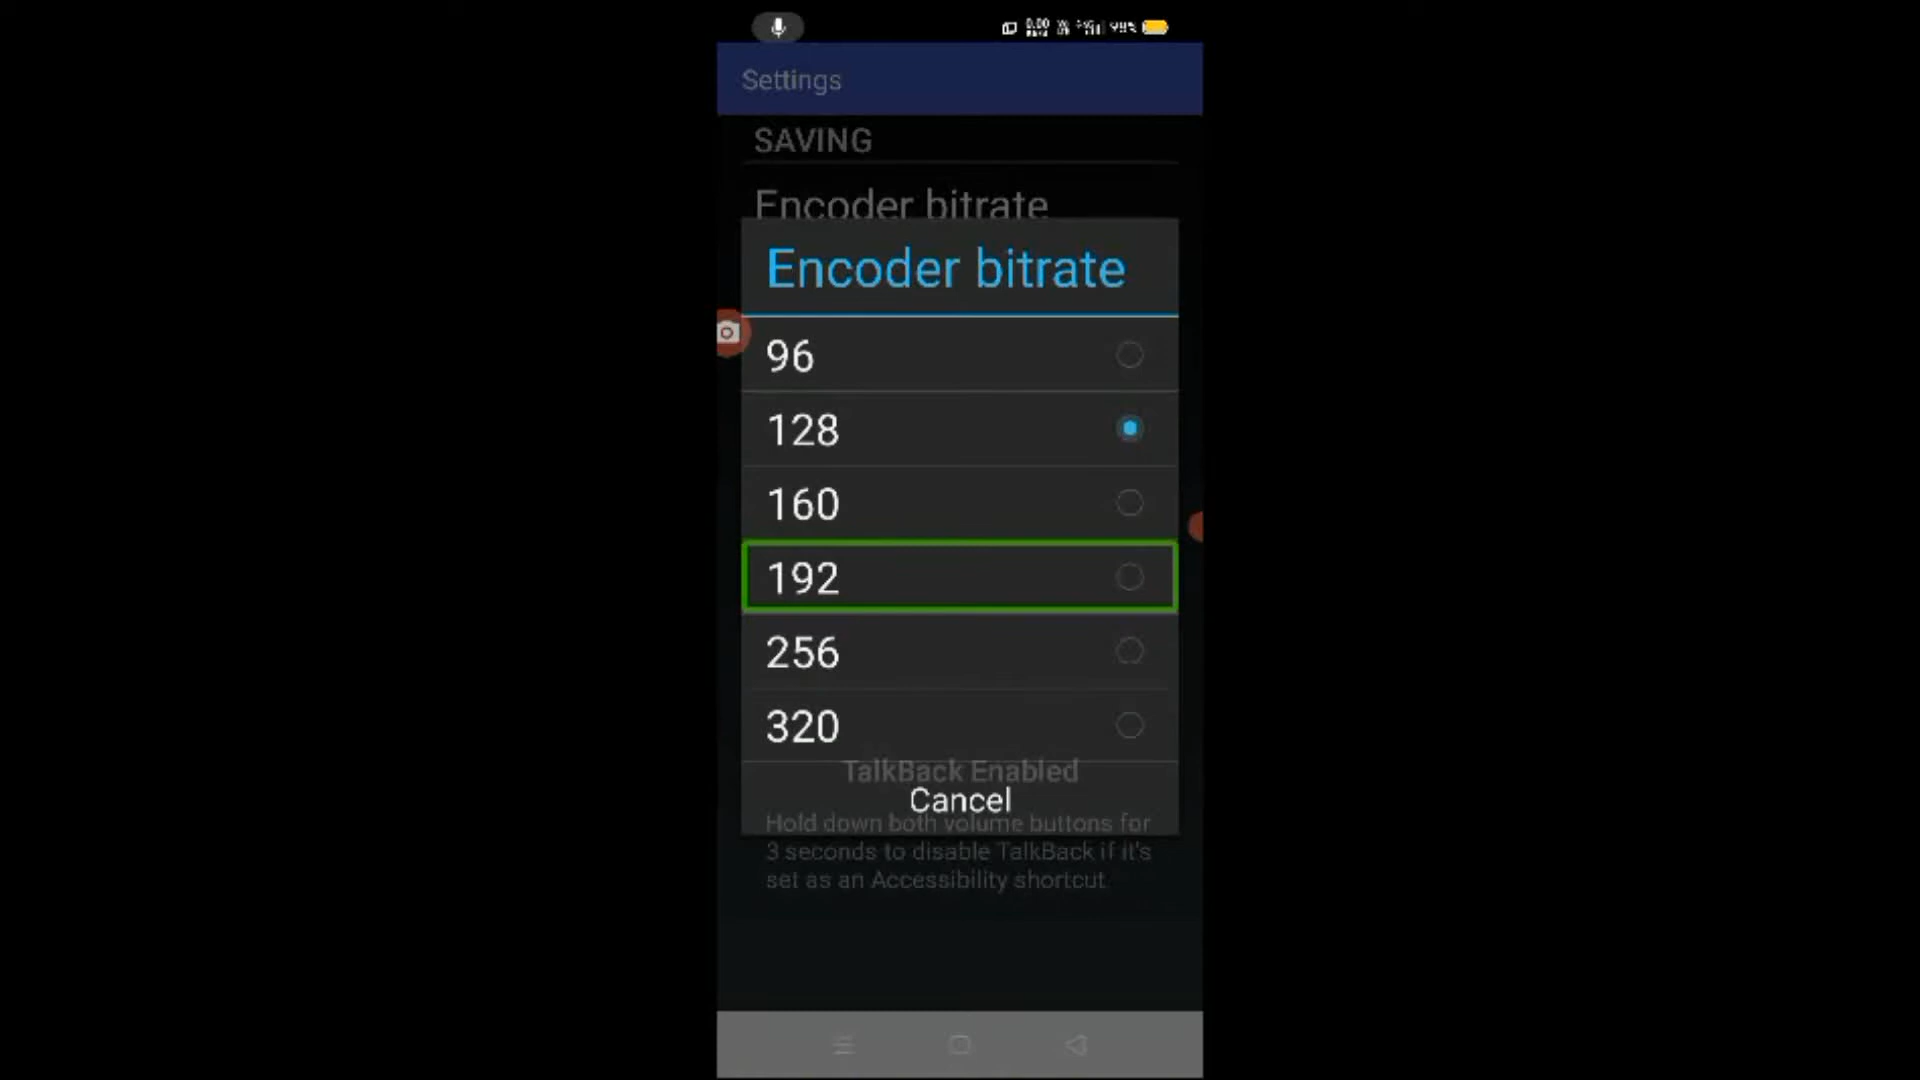 98%
Settings
SAVING
Encoder bitrate
Encoder bitrate
96
128
160
192
256
320
TalkBack Enabled
Cancel
Hold down both volume buttons for
3 seconds to disable TalkBack if it's
set as an Accessibility shortcut.